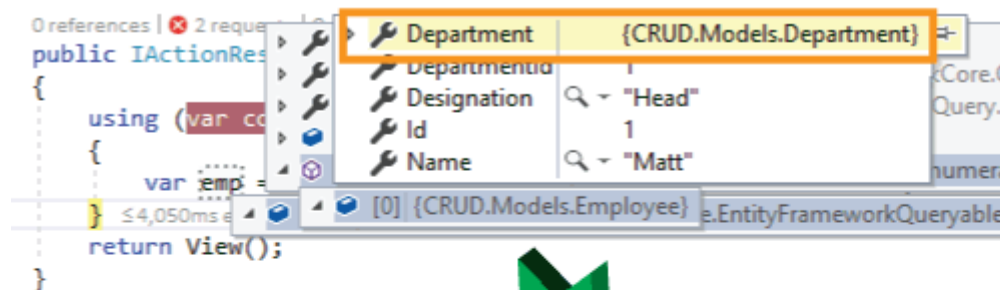 0 references | 2 reque
Department {CRUD.Models.Department}
public IActionRes
DepartmentId 1
tCore.
{
Designation "Head"
Query.
using (var co
Id 1
{
Name "Matt"
numera
var emp =
[0] {CRUD.Models.Employee}
e.EntityFrameworkQueryable
} ≤4,050ms e
return View();
}